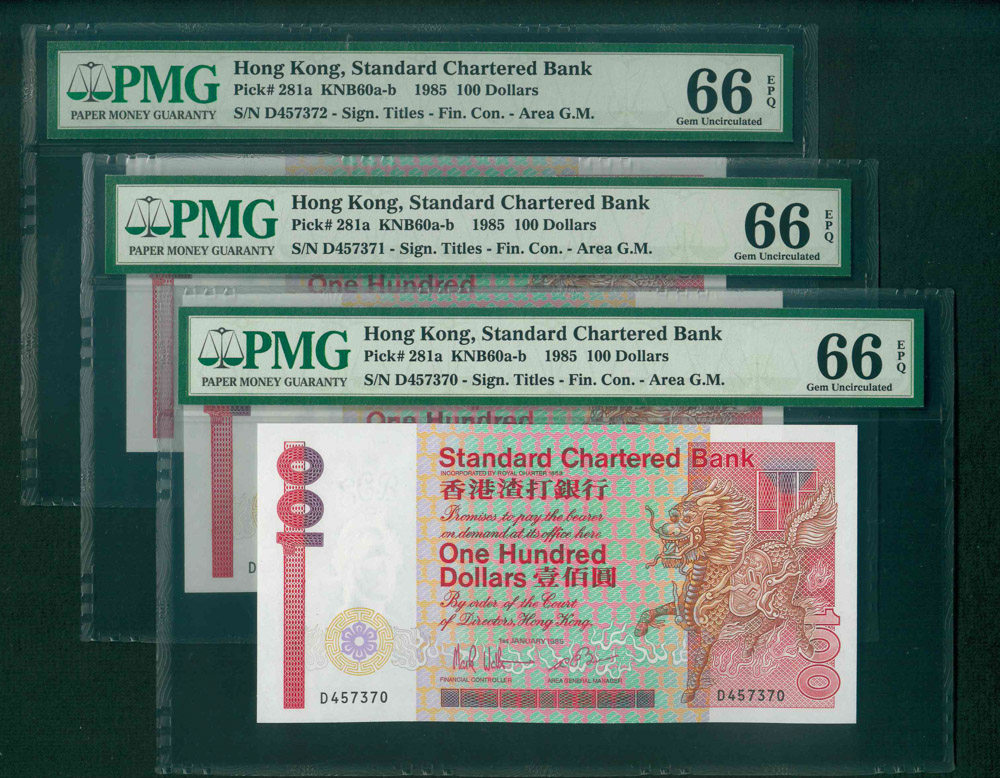 PMG
PAPER MONEY GUARANTY
Hong Kong, Standard Chartered Bank
Pick# 281a KNB60a-b 1985 100 Dollars
S/N D457372 - Sign. Titles - Fin. Con. - Area G.M.
66 EPQ
Gem Uncirculated
PMG
PAPER MONEY GUARANTY
Hong Kong, Standard Chartered Bank
Pick# 281a KNB60a-b 1985 100 Dollars
S/N D457371 - Sign. Titles - Fin. Con. - Area G.M.
66 EPQ
Gem Uncirculated
One Hundred
PMG
PAPER MONEY GUARANTY
Hong Kong, Standard Chartered Bank
Pick# 281a KNB60a-b 1985 100 Dollars
S/N D457370 - Sign. Titles - Fin. Con. - Area G.M.
66 EPQ
Gem Uncirculated
One Hundred
D
100
Standard Chartered Bank
INCORPORATED BY ROYAL CHARTER 1853
香港渣打銀行
Promises to pay the bearer
on demand at its office here
One Hundred
Dollars 壹佰圓
By order of the Court
of Directors, Hong Kong.
1st JANUARY 1985
FINANCIAL CONTROLLER AREA GENERAL MANAGER
D457370
D457370
100